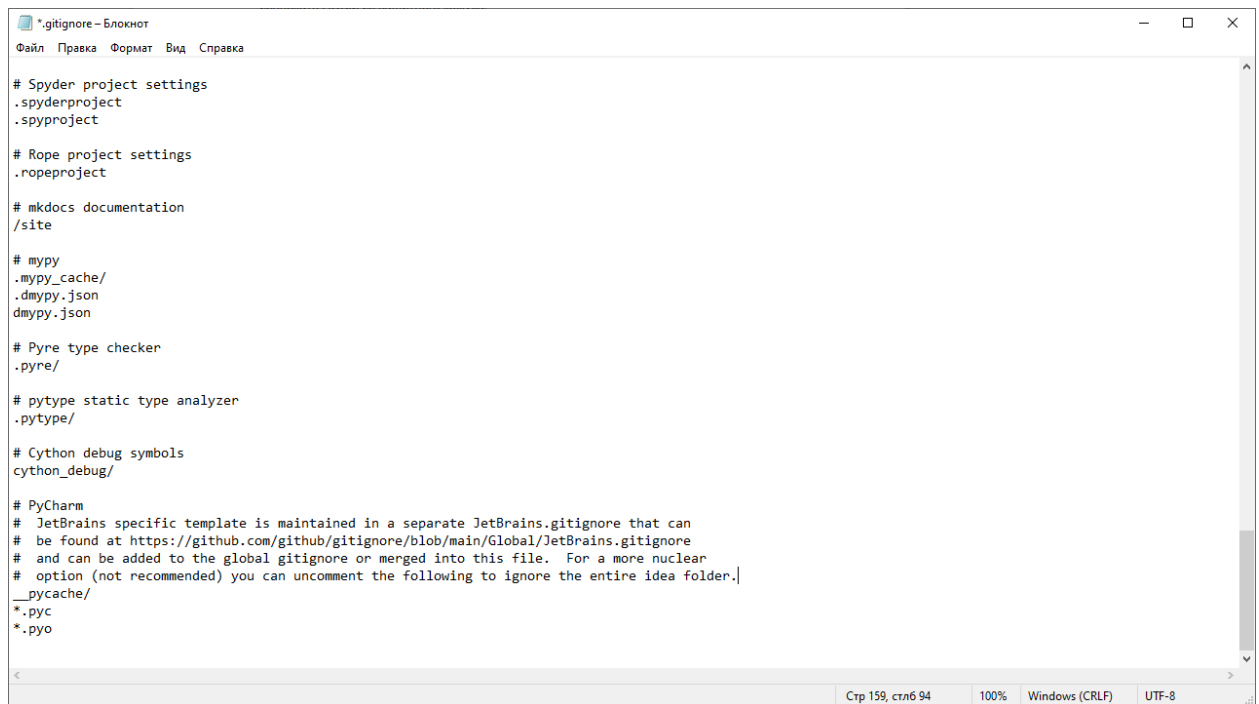 *.gitignore – Блокнот
Файл Правка Формат Вид Справка
# Spyder project settings
.spyderproject
.spyproject
# Rope project settings
.ropeproject
# mkdocs documentation
/site
# mypy
.mypy_cache/
.dmypy.json
dmypy.json
# Pyre type checker
.pyre/
# pytype static type analyzer
.pytype/
# Cython debug symbols
cython_debug/
# PyCharm
#  JetBrains specific template is maintained in a separate JetBrains.gitignore that can
#  be found at https://github.com/github/gitignore/blob/main/Global/JetBrains.gitignore
#  and can be added to the global gitignore or merged into this file.  For a more nuclear
#  option (not recommended) you can uncomment the following to ignore the entire idea folder.
__pycache/
*.pyc
*.pyo
Стр 159, стлб 94 100% Windows (CRLF) UTF-8